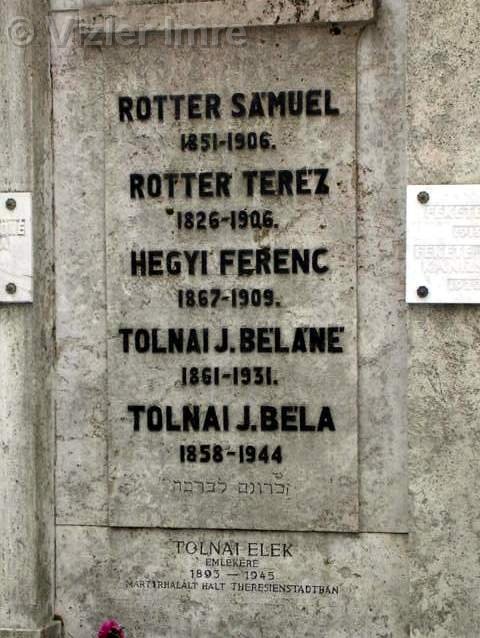 © Vizler Imre
ROTTER SÁMUEL
1851-1906.
ROTTER TERÉZ
1826-1906.
HEGYI FERENC
1867-1909.
TOLNAI J. BÉLÁNÉ
1861-1931.
TOLNAI J. BÉLA
1858-1944
זכרונם לברכה
TOLNAI ELEK
EMLÉKÉRE
1893 — 1945
MÁRTIRHALÁLT HALT THERESIENSTADTBAN
FEKETE